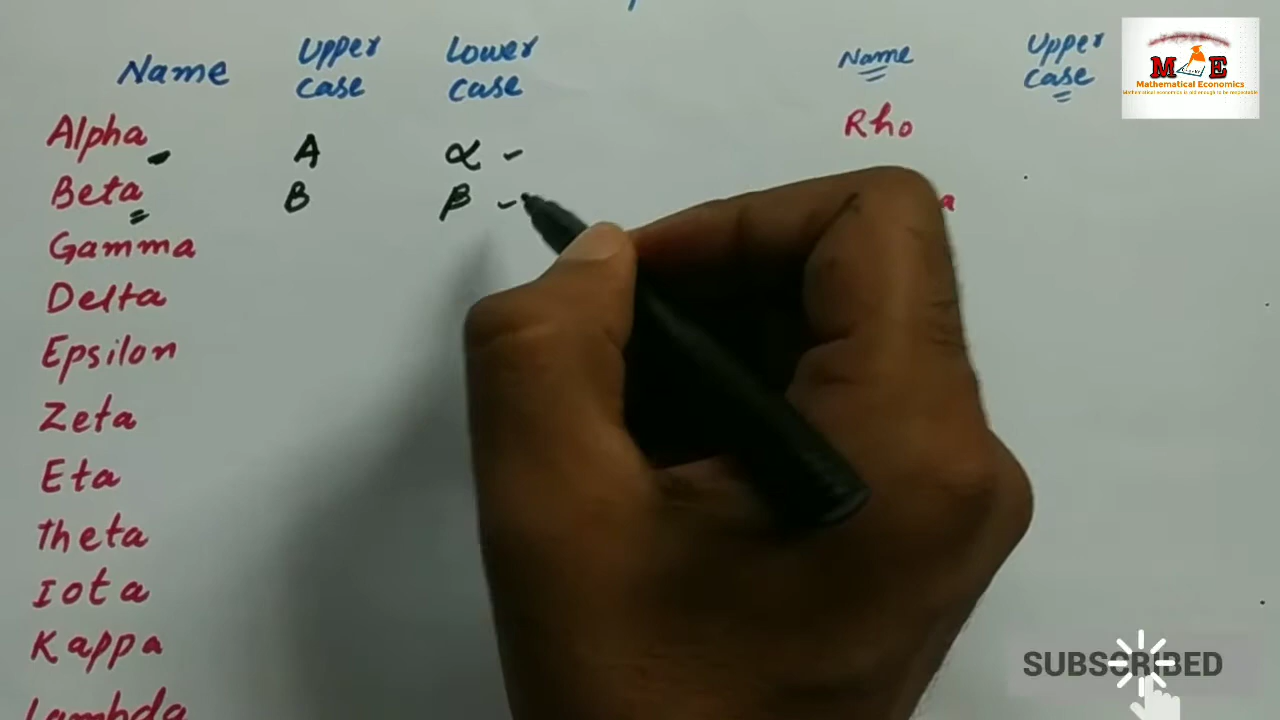 Name Upper case Lower case
Alpha A α
Beta B β
Gamma
Delta
Epsilon
Zeta
Eta
Theta
Iota
Kappa
Lambda
Name Upper case
Rho
M E
Mathematical Economics
SUBSCRIBED